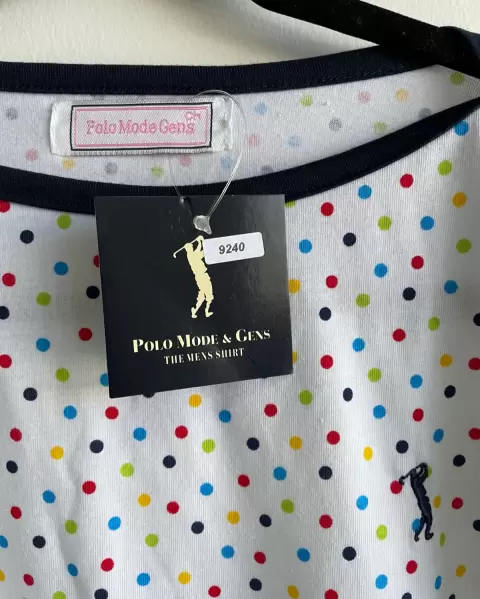 Polo Mode Gens
9240
POLO MODE & GENS
THE MENS SHIRT